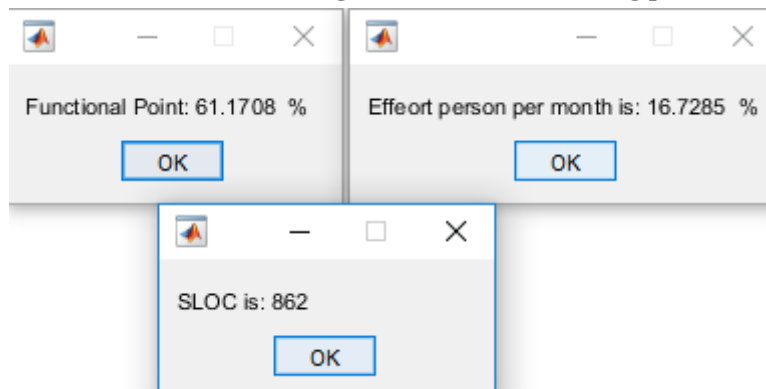 Functional Point: 61.1708 %
OK
Effeort person per month is: 16.7285 %
OK
SLOC is: 862
OK